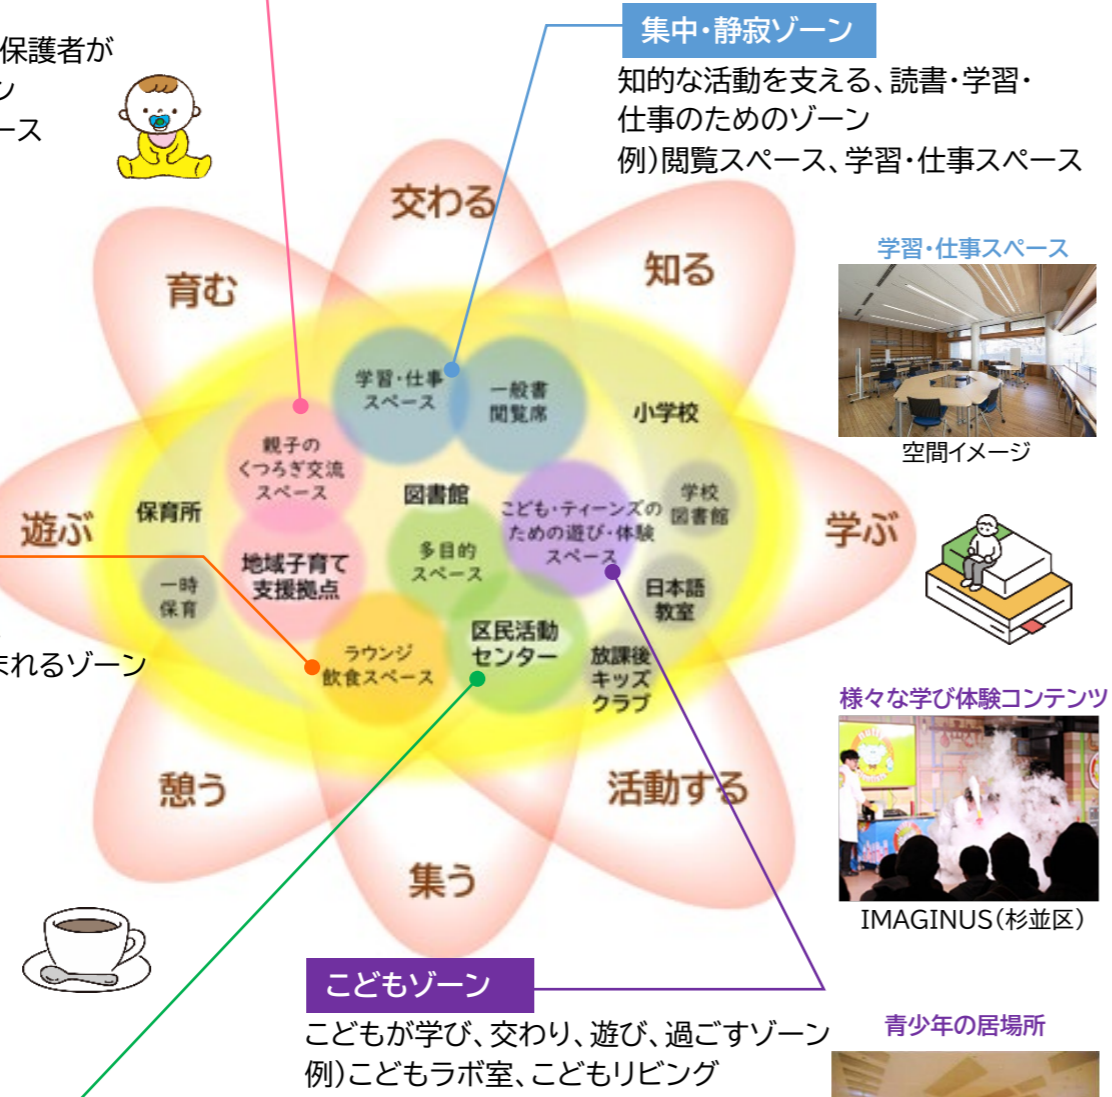 保護者が
ン
ース
集中・静寂ゾーン
知的な活動を支える、読書・学習・
仕事のためのゾーン
例)閲覧スペース、学習・仕事スペース
交わる
育む
知る
学習・仕事スペース
空間イメージ
学習・仕事
スペース
一般書
閲覧席
小学校
親子の
くつろぎ交流
スペース
図書館
こども・ティーンズの
ための遊び・体験
スペース
学校
図書館
遊ぶ
保育所
学ぶ
地域子育て
支援拠点
多目的
スペース
一時
保育
日本語
教室
ラウンジ
飲食スペース
区民活動
センター
放課後
キッズ
クラブ
まれるゾーン
様々な学び体験コンテンツ
IMAGINUS(杉並区)
憩う
活動する
集う
こどもゾーン
こどもが学び、交わり、遊び、過ごすゾーン
例)こどもラボ室、こどもリビング
青少年の居場所